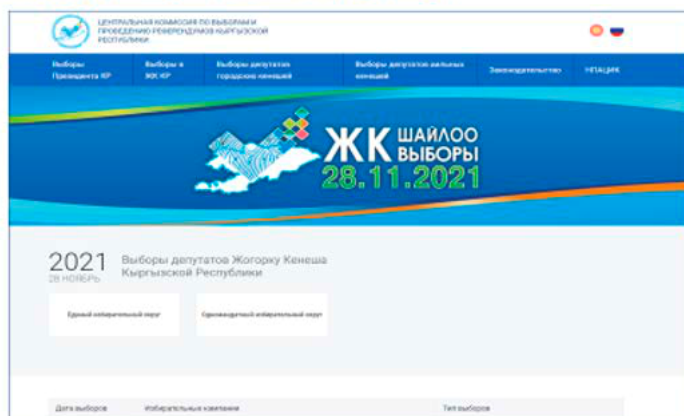 ЦЕНТРАЛЬНАЯ КОМИССИЯ ПО ВЫБОРАМ И
ПРОВЕДЕНИЮ РЕФЕРЕНДУМОВ КЫРГЫЗСКОЙ
РЕСПУБЛИКИ
Выборы Президента КР
Выборы в ЖК КР
Выборы депутатов городских кенешей
Выборы депутатов айльных кенешей
Законодательство
НПАЦИК
ЖК ШАЙЛОО
ВЫБОРЫ
28.11.2021
2021
28 НОЯБРЬ
Выборы депутатов Жогорку Кенеша
Кыргызской Республики
Единый избирательный округ
Одномандатный избирательный округ
Дата выборов
Избирательные кампании
Тип выборов